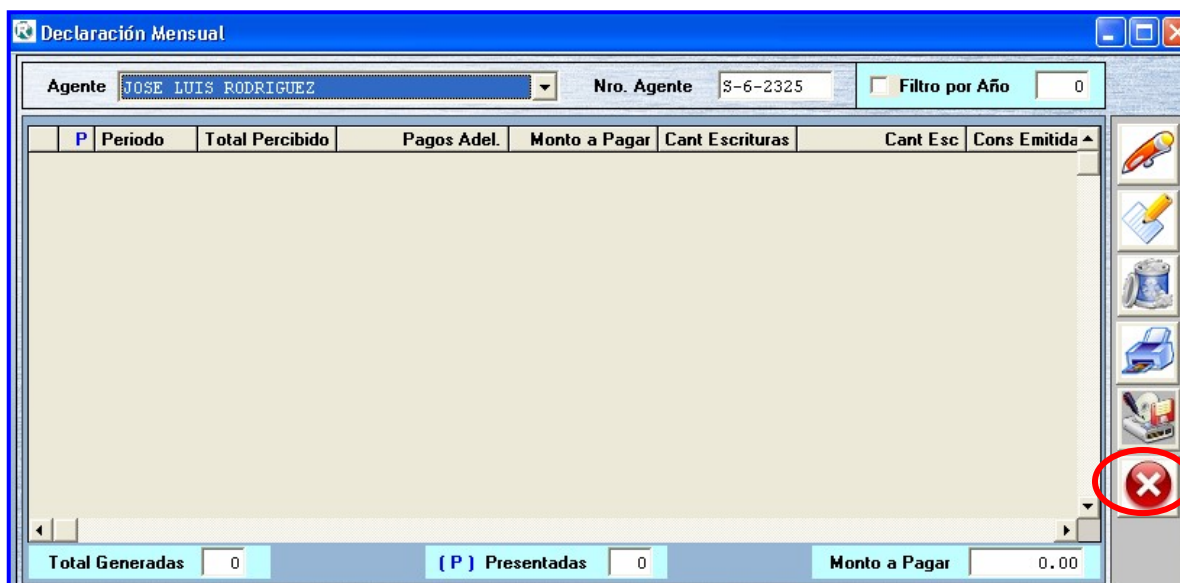 Declaración Mensual
Agente JOSE LUIS RODRIGUEZ Nro. Agente S-6-2325 Filtro por Año 0
P Periodo Total Percibido Pagos Adel. Monto a Pagar Cant Escrituras Cant Esc Cons Emitida
Total Generadas 0 ( P ) Presentadas 0 Monto a Pagar 0.00